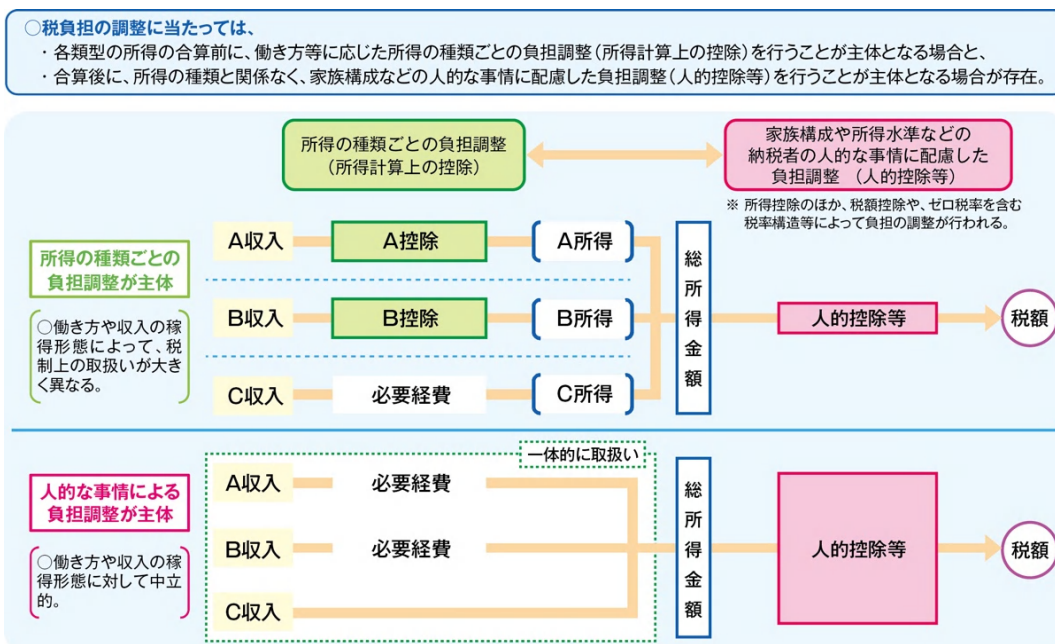 ○税負担の調整に当たっては、
・各類型の所得の合算前に、働き方等に応じた所得の種類ごとの負担調整(所得計算上の控除)を行うことが主体となる場合と、
・合算後に、所得の種類と関係なく、家族構成などの人的な事情に配慮した負担調整(人的控除等)を行うことが主体となる場合が存在。
所得の種類ごとの負担調整
(所得計算上の控除)
家族構成や所得水準などの
納税者の人的な事情に配慮した
負担調整 (人的控除等)
※ 所得控除のほか、税額控除や、ゼロ税率を含む
税率構造等によって負担の調整が行われる。
所得の種類ごとの
負担調整が主体
○働き方や収入の稼
得形態によって、税
制上の取扱いが大き
く異なる。
A収入
A控除
A所得
B収入
B控除
B所得
C収入
必要経費
C所得
総所得金額
人的控除等
税額
人的な事情による
負担調整が主体
○働き方や収入の稼
得形態に対して中立
的。
一体的に取扱い
A収入
必要経費
B収入
必要経費
C収入
総所得金額
人的控除等
税額